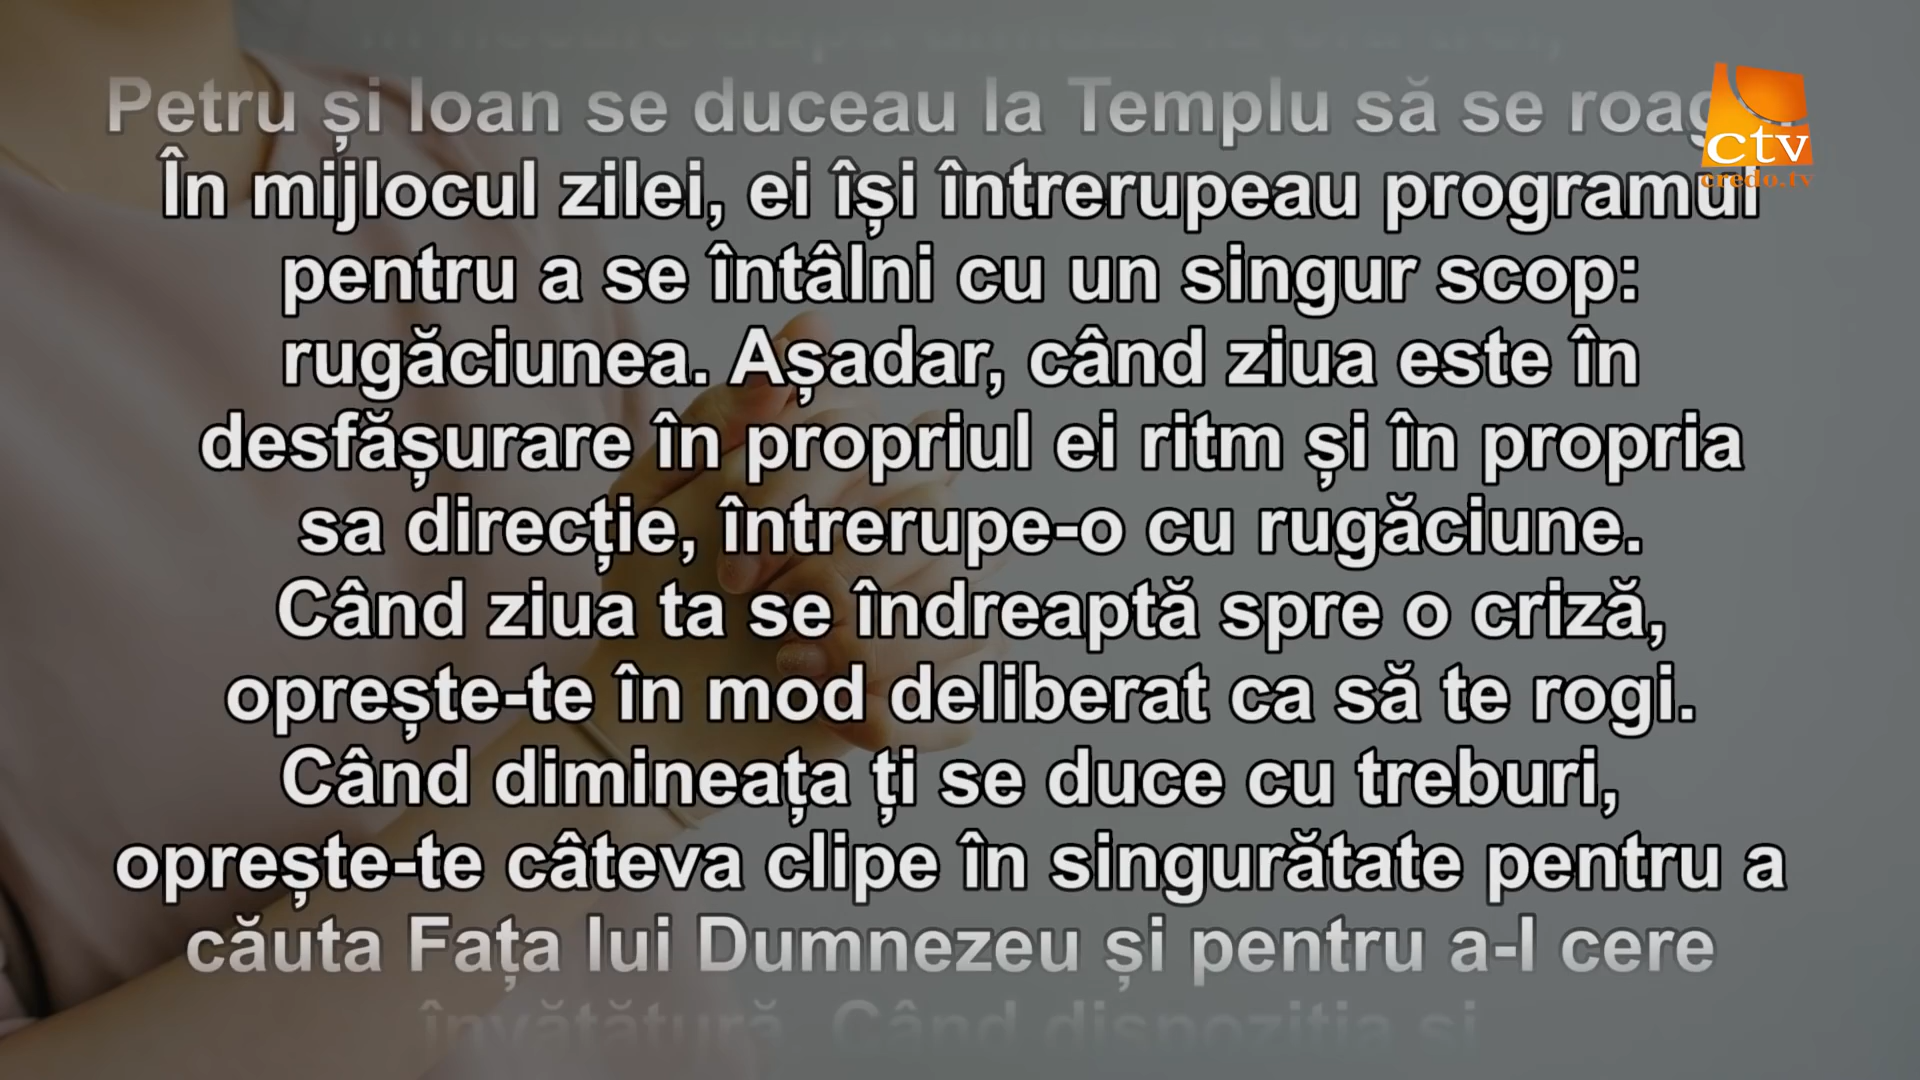 Petru și Ioan se duceau la Templu să se
ctv
credo.tv
În mijlocul zilei, ei își întrerupeau programul
pentru a se întâlni cu un singur scop:
rugăciunea. Așadar, când ziua este în
desfășurare în propriul ei ritm și în propria
sa direcție, întrerupe-o cu rugăciune.
Când ziua ta se îndreaptă spre o criză,
oprește-te în mod deliberat ca să te rogi.
Când dimineața ți se duce cu treburi,
oprește-te câteva clipe în singurătate pentru a
căuta Fața lui Dumnezeu și pentru a-I cere
învățătură. Când dispoziția și